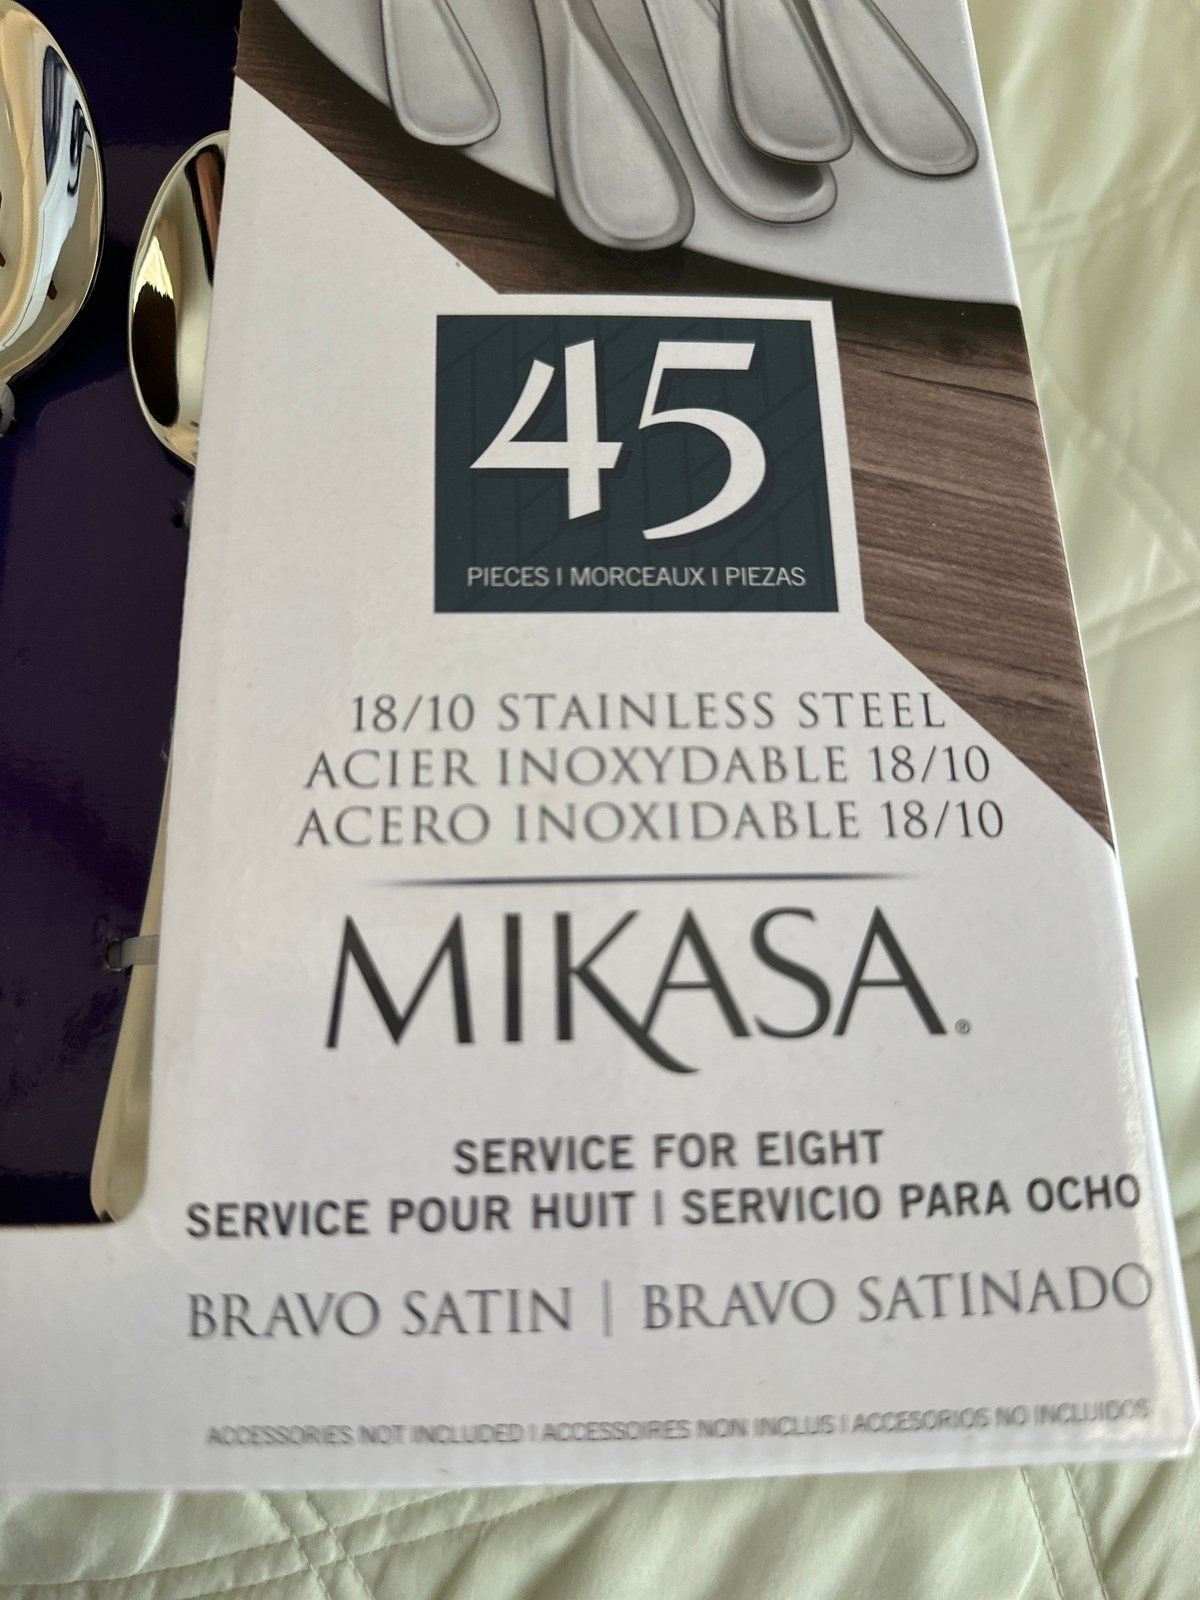 45
PIECES | MORCEAUX | PIEZAS
18/10 STAINLESS STEEL
ACIER INOXYDABLE 18/10
ACERO INOXIDABLE 18/10
MIKASA®
SERVICE FOR EIGHT
SERVICE POUR HUIT | SERVICIO PARA OCHO
BRAVO SATIN | BRAVO SATINADO
ACCESSORIES NOT INCLUDED | ACCESSOIRES NON INCLUS | ACCESORIOS NO INCLUIDOS